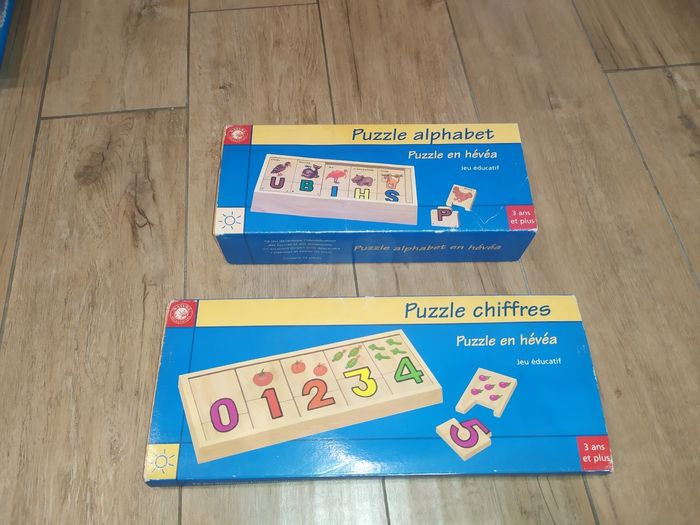 Puzzle alphabet
Puzzle en hévéa
Jeu éducatif
U B I H S
P
3 ans
et plus
Puzzle alphabet en hévéa
Puzzle chiffres
Puzzle en hévéa
Jeu éducatif
0 1 2 3 4
5
3 ans
et plus